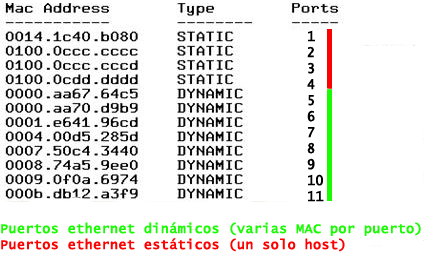 Mac Address Type Ports
----------- -------- -----
0014.1c40.b080 STATIC 1
0100.0ccc.cccc STATIC 2
0100.0ccc.cccd STATIC 3
0100.0cdd.dddd STATIC 4
0000.aa67.64c5 DYNAMIC 5
0000.aa70.d9b9 DYNAMIC 6
0001.e641.96cd DYNAMIC 7
0004.00d5.285d DYNAMIC 8
0007.50c4.3440 DYNAMIC 9
0008.74a5.9ee0 DYNAMIC 9
0009.0f0a.6974 DYNAMIC 10
000b.db12.a3f9 DYNAMIC 11
Puertos ethernet dinámicos (varias MAC por puerto)
Puertos ethernet estáticos (un solo host)